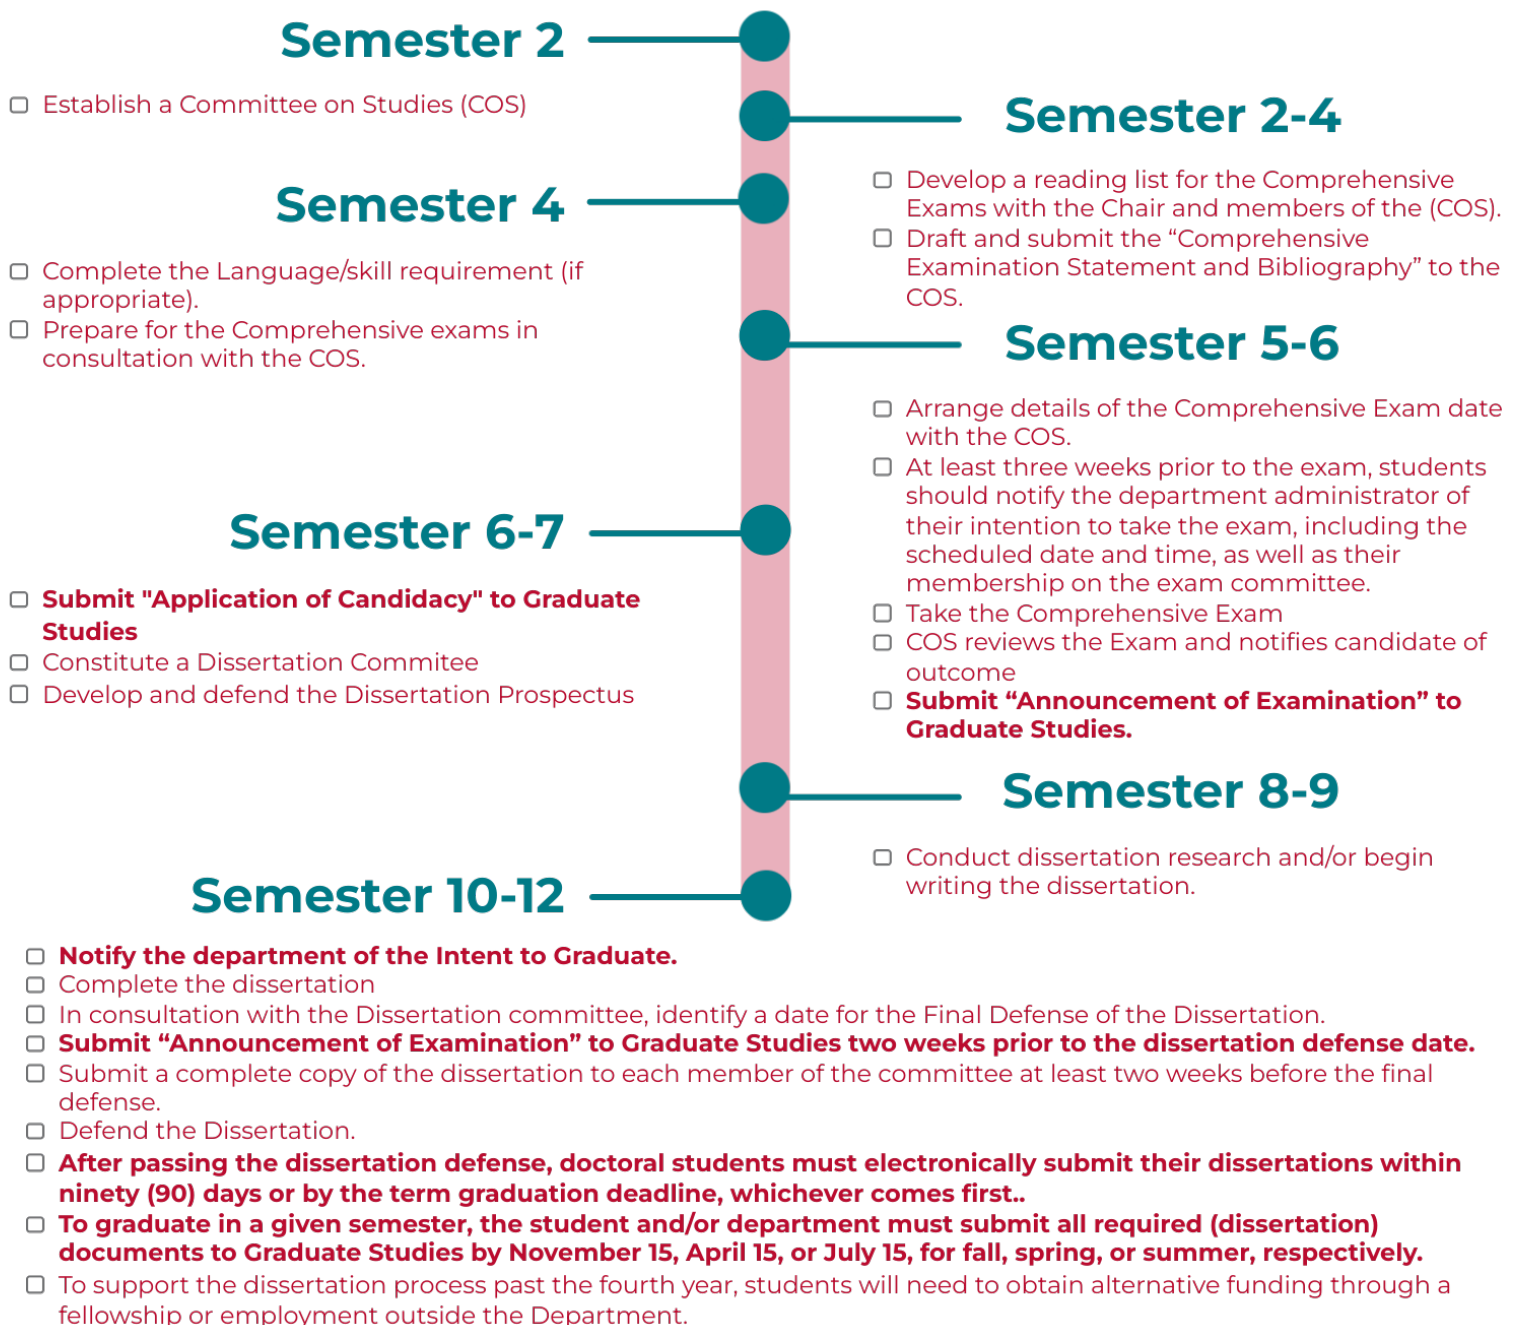 Semester 2
Establish a Committee on Studies (COS)
Semester 2-4
Develop a reading list for the Comprehensive
Exams with the Chair and members of the (COS).
Draft and submit the “Comprehensive
Examination Statement and Bibliography” to the
COS.
Semester 4
Complete the Language/skill requirement (if
appropriate).
Prepare for the Comprehensive exams in
consultation with the COS.
Semester 5-6
Arrange details of the Comprehensive Exam date
with the COS.
At least three weeks prior to the exam, students
should notify the department administrator of
their intention to take the exam, including the
scheduled date and time, as well as their
membership on the exam committee.
Take the Comprehensive Exam
COS reviews the Exam and notifies candidate of
outcome
Submit “Announcement of Examination” to
Graduate Studies.
Semester 6-7
Submit "Application of Candidacy" to Graduate
Studies
Constitute a Dissertation Commitee
Develop and defend the Dissertation Prospectus
Semester 8-9
Conduct dissertation research and/or begin
writing the dissertation.
Semester 10-12
Notify the department of the Intent to Graduate.
Complete the dissertation
In consultation with the Dissertation committee, identify a date for the Final Defense of the Dissertation.
Submit “Announcement of Examination” to Graduate Studies two weeks prior to the dissertation defense date.
Submit a complete copy of the dissertation to each member of the committee at least two weeks before the final
defense.
Defend the Dissertation.
After passing the dissertation defense, doctoral students must electronically submit their dissertations within
ninety (90) days or by the term graduation deadline, whichever comes first..
To graduate in a given semester, the student and/or department must submit all required (dissertation)
documents to Graduate Studies by November 15, April 15, or July 15, for fall, spring, or summer, respectively.
To support the dissertation process past the fourth year, students will need to obtain alternative funding through a
fellowship or employment outside the Department.